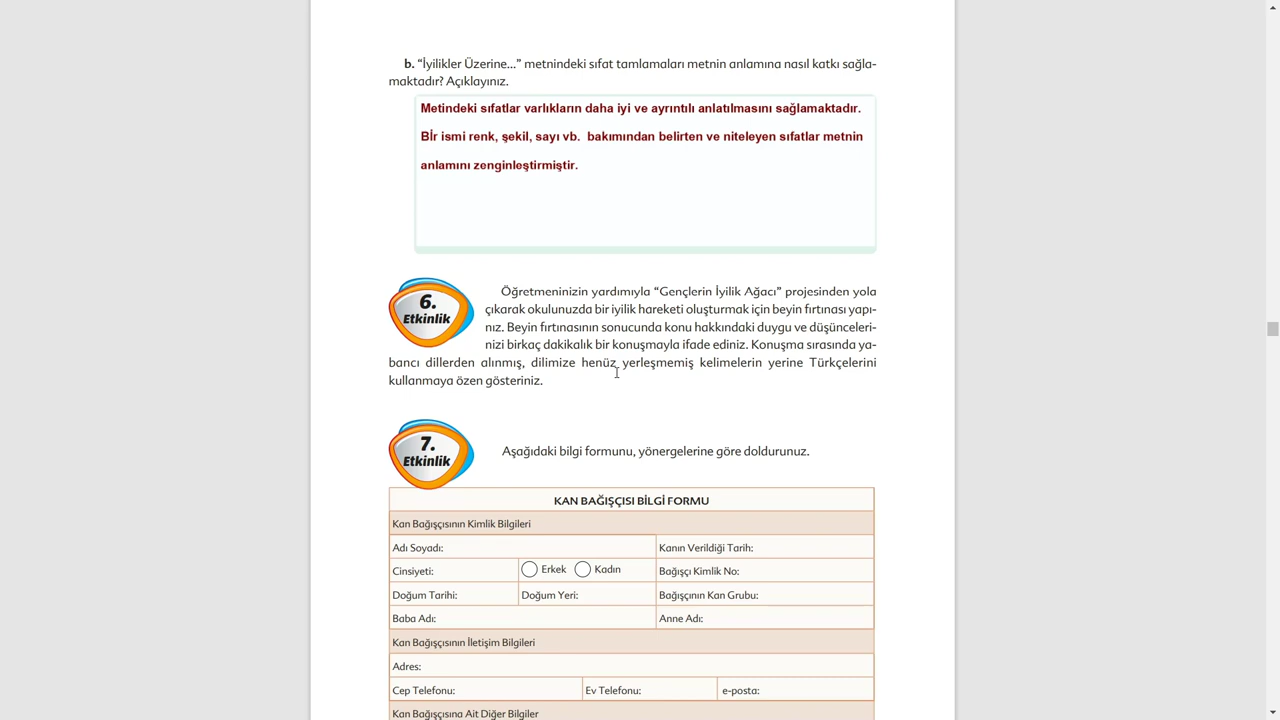 b. “İyilikler Üzerine...” metnindeki sıfat tamlamaları metnin anlamına nasıl katkı sağla-
maktadır? Açıklayınız.
Metindeki sıfatlar varlıkların daha iyi ve ayrıntılı anlatılmasını sağlamaktadır.
Bİr ismi renk, şekil, sayı vb. bakımından belirten ve niteleyen sıfatlar metnin
anlamını zenginleştirmiştir.
6.
Etkinlik
Öğretmeninizin yardımıyla “Gençlerin İyilik Ağacı” projesinden yola
çıkarak okulunuzda bir iyilik hareketi oluşturmak için beyin fırtınası yapı-
nız. Beyin fırtınasının sonucunda konu hakkındaki duygu ve düşünceleri-
nizi birkaç dakikalık bir konuşmayla ifade ediniz. Konuşma sırasında ya-
bancı dillerden alınmış, dilimize henüz yerleşmemiş kelimelerin yerine Türkçelerini
kullanmaya özen gösteriniz.
7.
Etkinlik
Aşağıdaki bilgi formunu, yönergelerine göre doldurunuz.
KAN BAĞIŞÇISI BİLGİ FORMU
Kan Bağışçısının Kimlik Bilgileri
Adı Soyadı: Kanın Verildiği Tarih:
Cinsiyeti: Erkek Kadın Bağışçı Kimlik No:
Doğum Tarihi: Doğum Yeri: Bağışçının Kan Grubu:
Baba Adı: Anne Adı:
Kan Bağışçısının İletişim Bilgileri
Adres:
Cep Telefonu: Ev Telefonu: e-posta:
Kan Bağışçısına Ait Diğer Bilgiler